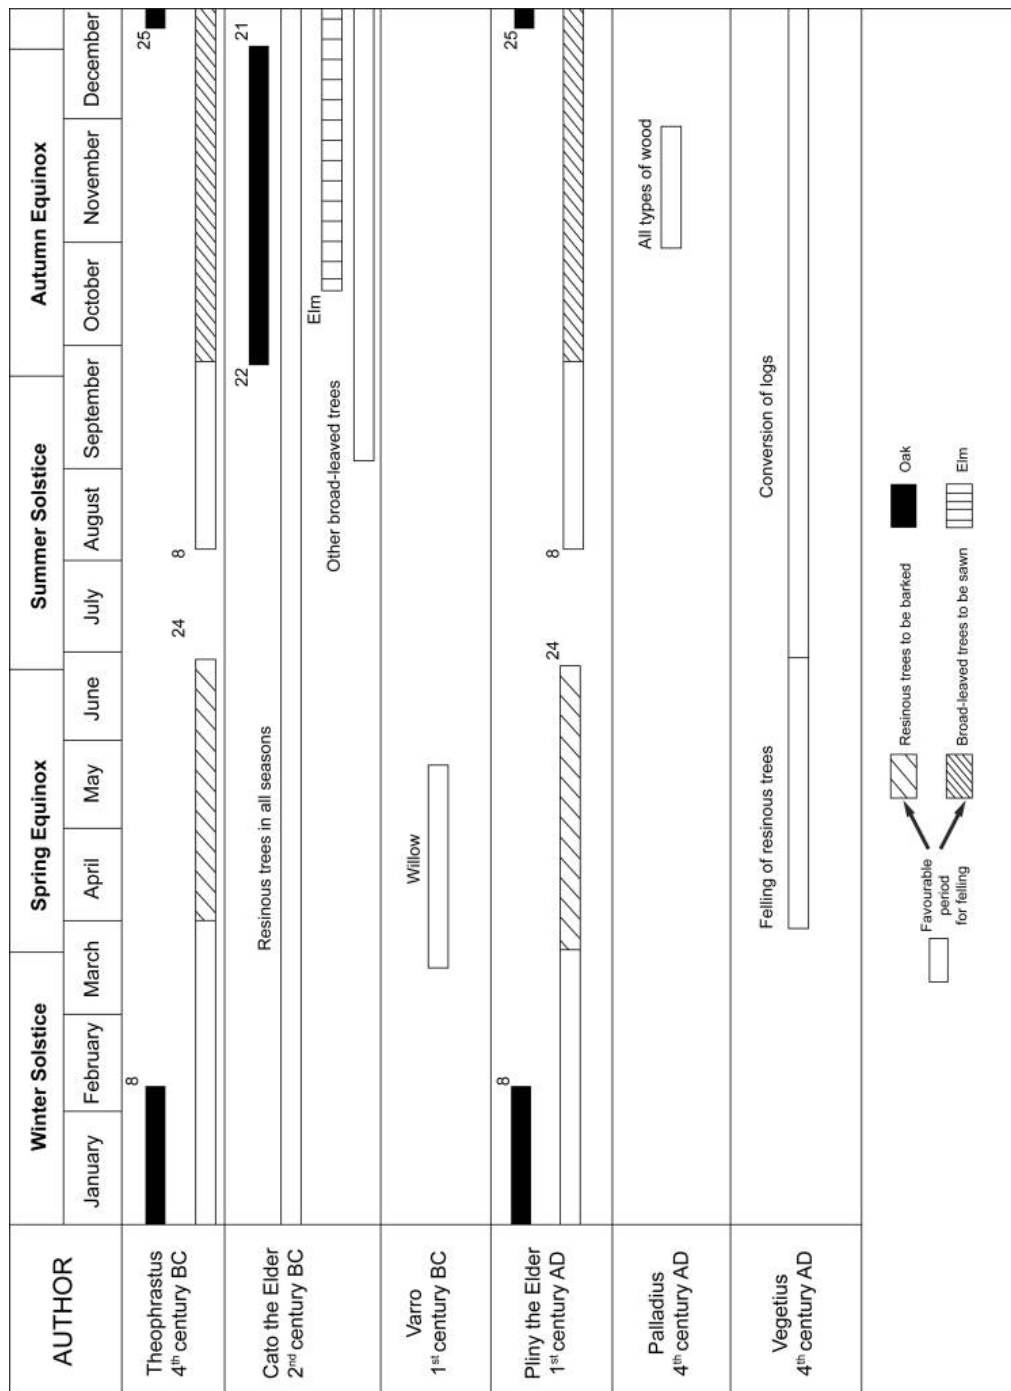 AUTHOR
Winter Solstice
Spring Equinox
Summer Solstice
Autumn Equinox
January
February
March
April
May
June
July
August
September
October
November
December
Theophrastus
4th century BC
8
24
8
25
Cato the Elder
2nd century BC
22
21
Resinous trees in all seasons
Elm
Other broad-leaved trees
Varro
1st century BC
Willow
Pliny the Elder
1st century AD
8
24
8
25
Palladius
4th century AD
All types of wood
Vegetius
4th century AD
Felling of resinous trees
Conversion of logs
Favourable
period
for felling
Resinous trees to be barked
Broad-leaved trees to be sawn
Oak
Elm